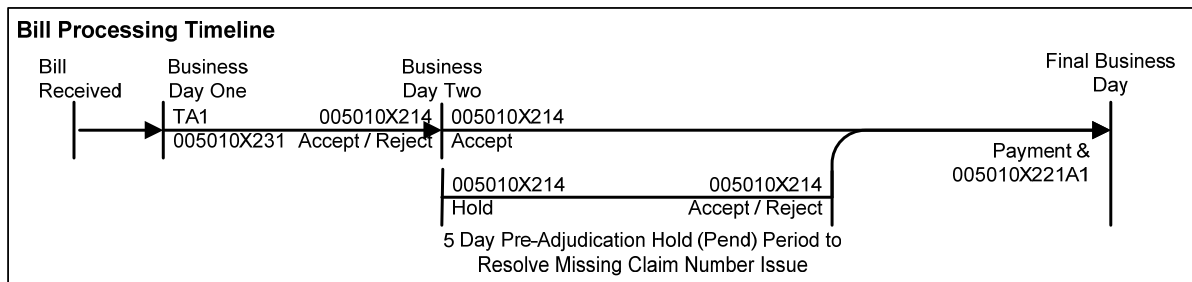 Bill Processing Timeline
Bill
Received
Business
Day One
Business
Day Two
Final Business
Day
TA1
005010X231
005010X214
Accept / Reject
005010X214
Accept
Payment &
005010X221A1
005010X214
Hold
005010X214
Accept / Reject
5 Day Pre-Adjudication Hold (Pend) Period to
Resolve Missing Claim Number Issue